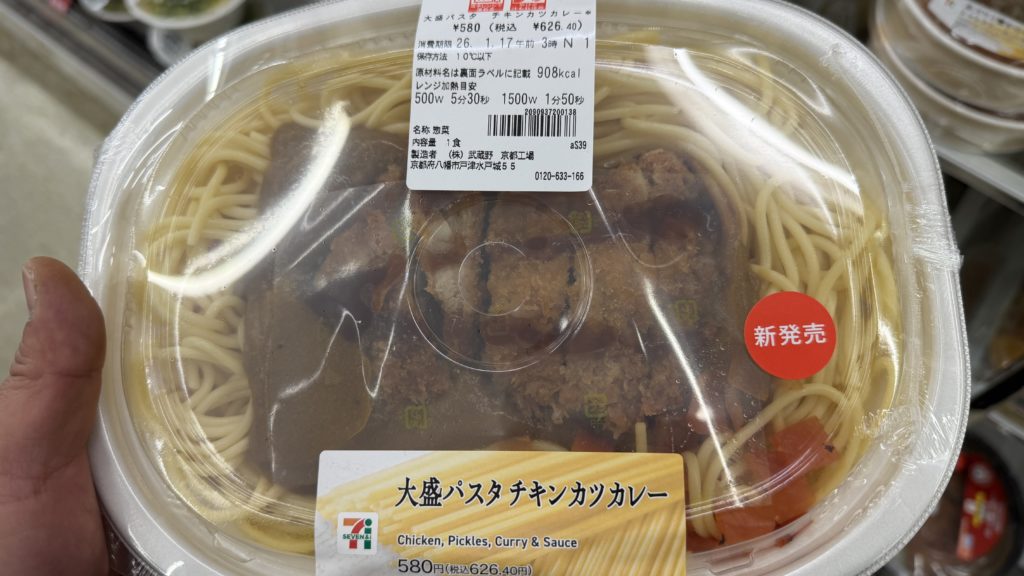 大盛パスタ チキンカツカレー*
¥580 (税込 ¥626.40)
消費期限 26. 1.17午前 3時 N 1
保存方法 10℃以下
原材料名は裏面ラベルに記載 908kcal
レンジ加熱目安
500W 5分30秒 1500W 1分50秒
2090837200138
名称 惣菜
内容量 1食 aS39
製造者 (株)武蔵野 京都工場
京都府八幡市戸津水戸城55
0120-633-166
新発売
大盛パスタ チキンカツカレー
7i
SEVEN&i
Chicken, Pickles, Curry & Sauce
580円(税込626.40円)